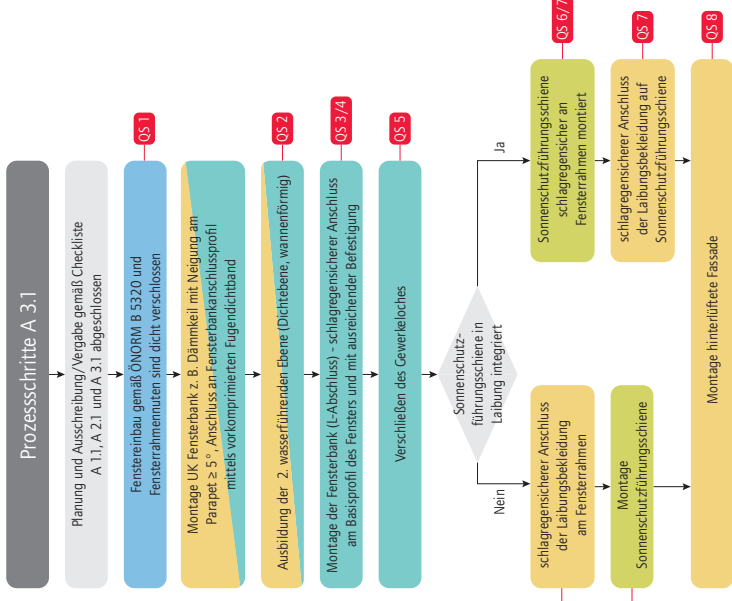 Prozessschritte A 3.1
Planung und Ausschreibung/Vergabe gemäß Checkliste
A 1.1, A 2.1 und A 3.1 abgeschlossen
Fenstereinbau gemäß ÖNORM B 5320 und
Fensterrahmennuten sind dicht verschlossen
QS 1
Montage UK Fensterbank z. B. Dämmkeil mit Neigung am
Parapet ≥ 5 °, Anschluss an Fensterbankanschlussprofil
mittels vorkomprimierten Fugendichtband
Ausbildung der 2. wasserführenden Ebene (Dichtebene, wannenförmig)
QS 2
Montage der Fensterbank (L-Abschluss) - schlagregensicherer Anschluss
am Basisprofil des Fensters und mit ausreichender Befestigung
QS 3/4
Verschließen des Gewerkeloches
QS 5
Sonnenschutz-
führungsschiene in
Laibung integriert
Nein
Ja
schlagregensicherer Anschluss
der Laibungsbekleidung
am Fensterrahmen
Montage
Sonnenschutzführungsschiene
Sonnenschutzführungsschiene
schlagregensicher an
Fensterrahmen montiert
QS 6/7
schlagregensicherer Anschluss
der Laibungsbekleidung auf
Sonnenschutzführungsschiene
QS 7
Montage hinterlüftete Fassade
QS 8